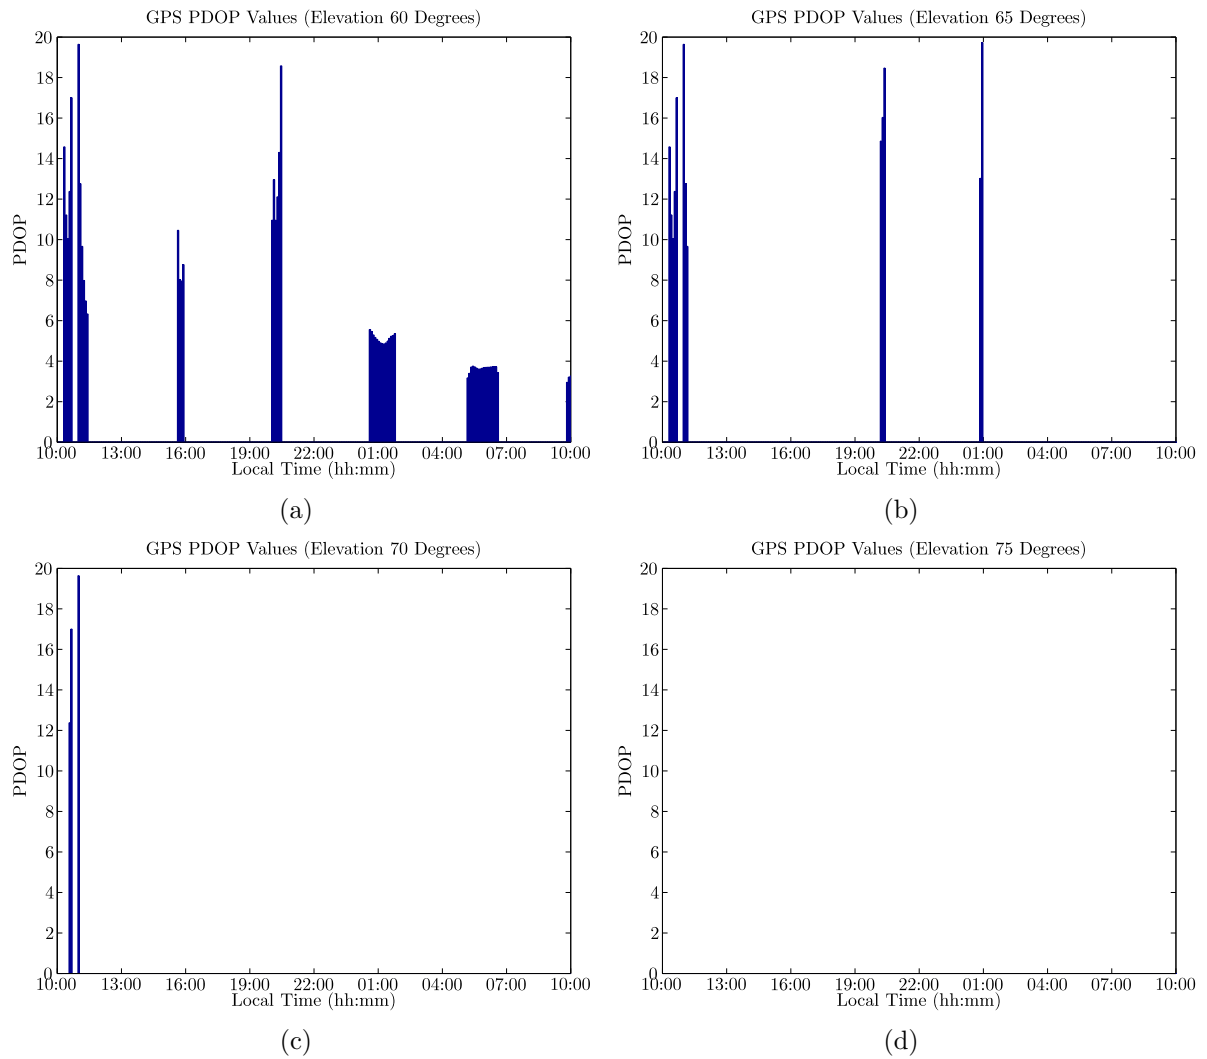 GPS PDOP Values (Elevation 60 Degrees)
20
18
16
14
12
10
8
6
4
2
0
PDOP
10:00 13:00 16:00 19:00 22:00 01:00 04:00 07:00 10:00
Local Time (hh:mm)
(a)
GPS PDOP Values (Elevation 65 Degrees)
20
18
16
14
12
10
8
6
4
2
0
PDOP
10:00 13:00 16:00 19:00 22:00 01:00 04:00 07:00 10:00
Local Time (hh:mm)
(b)
GPS PDOP Values (Elevation 70 Degrees)
20
18
16
14
12
10
8
6
4
2
0
PDOP
10:00 13:00 16:00 19:00 22:00 01:00 04:00 07:00 10:00
Local Time (hh:mm)
(c)
GPS PDOP Values (Elevation 75 Degrees)
20
18
16
14
12
10
8
6
4
2
0
PDOP
10:00 13:00 16:00 19:00 22:00 01:00 04:00 07:00 10:00
Local Time (hh:mm)
(d)